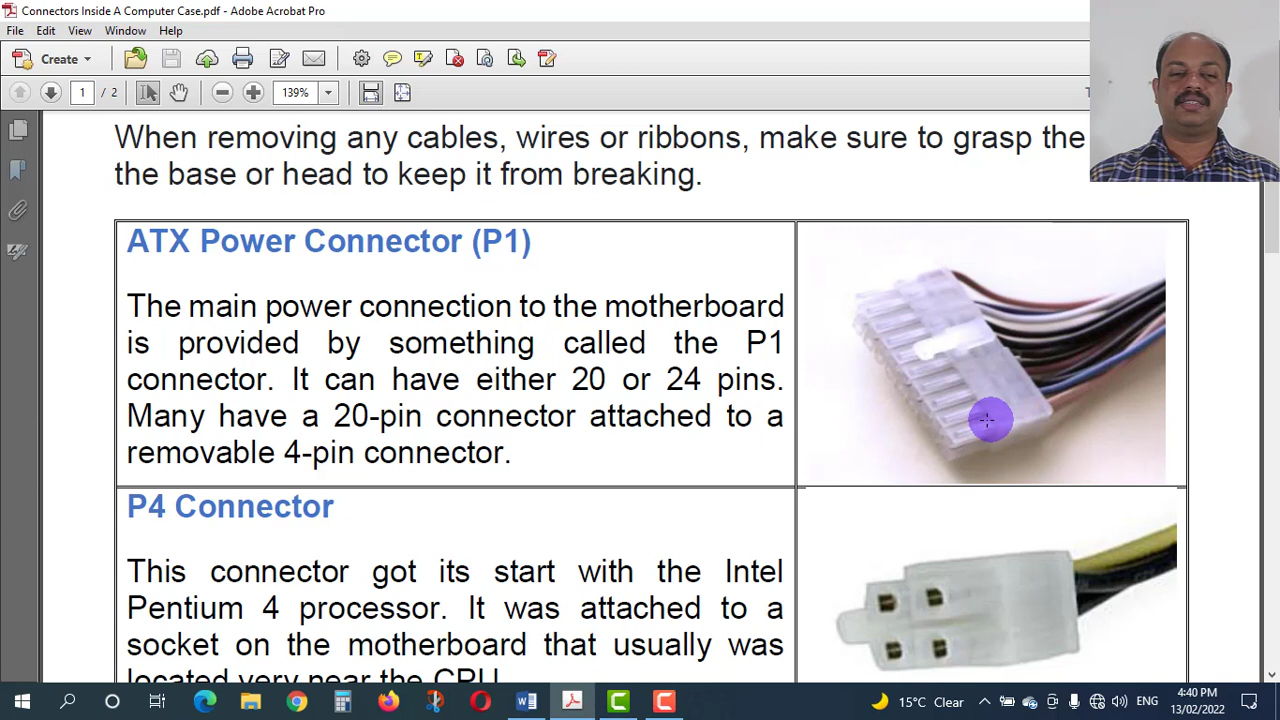 Connectors Inside A Computer Case.pdf - Adobe Acrobat Pro
File Edit View Window Help
Create
1 / 2 139%
When removing any cables, wires or ribbons, make sure to grasp the
the base or head to keep it from breaking.
ATX Power Connector (P1)
The main power connection to the motherboard
is provided by something called the P1
connector. It can have either 20 or 24 pins.
Many have a 20-pin connector attached to a
removable 4-pin connector.
P4 Connector
This connector got its start with the Intel
Pentium 4 processor. It was attached to a
socket on the motherboard that usually was
located very near the CPU.
15°C Clear ENG
4:40 PM
13/02/2022